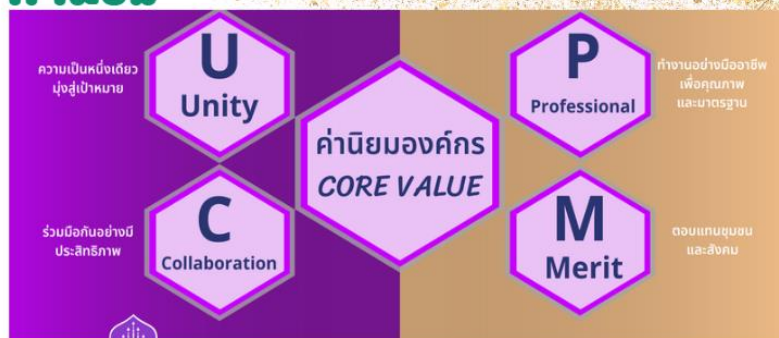 U
Unity
ความเป็นหนึ่งเดียว
มุ่งสู่เป้าหมาย
P
Professional
ทำงานอย่างมืออาชีพ
เพื่อคุณภาพ
และมาตรฐาน
ค่านิยมองค์กร
CORE VALUE
C
Collaboration
ร่วมมือกันอย่างมี
ประสิทธิภาพ
M
Merit
ตอบแทนชุมชน
และสังคม